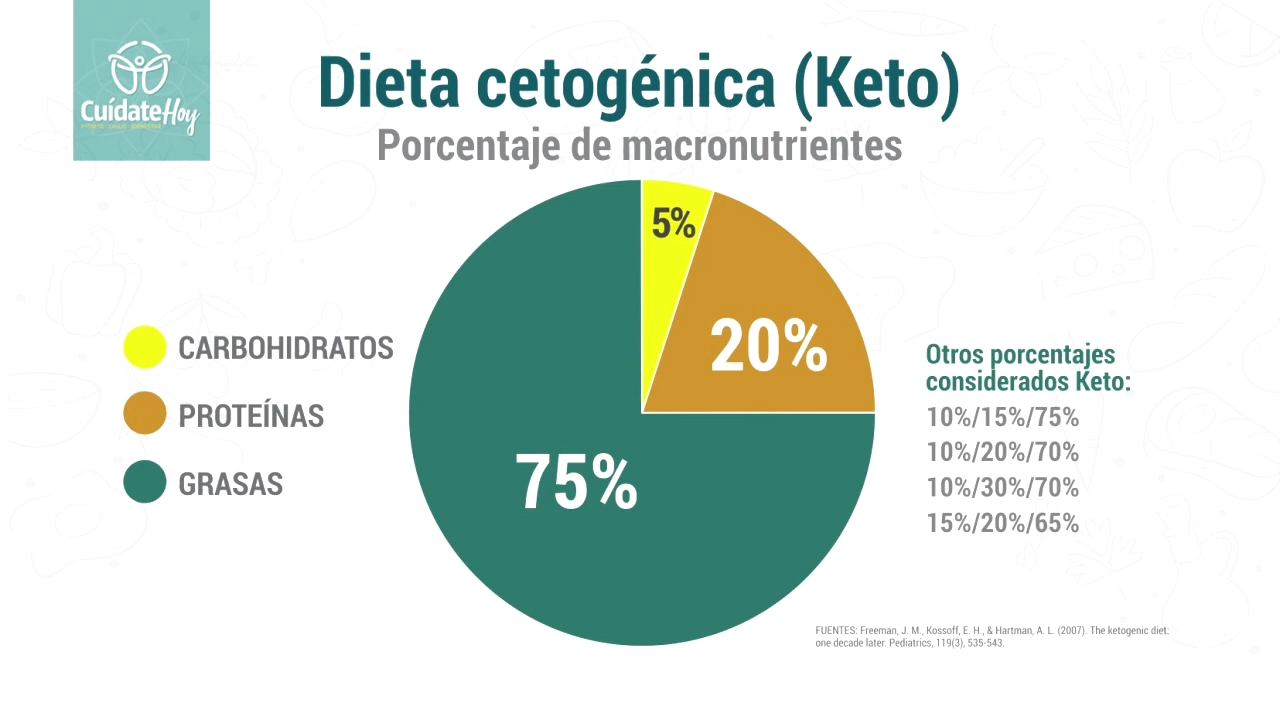 CuídateHoy
Dieta cetogénica (Keto)
Porcentaje de macronutrientes
5%
20%
75%
CARBOHIDRATOS
PROTEÍNAS
GRASAS
Otros porcentajes
considerados Keto:
10%/15%/75%
10%/20%/70%
10%/30%/70%
15%/20%/65%
FUENTES: Freeman, J. M., Kossoff, E. H., & Hartman, A. L. (2007). The ketogenic diet:
one decade later. Pediatrics, 119(3), 535-543.